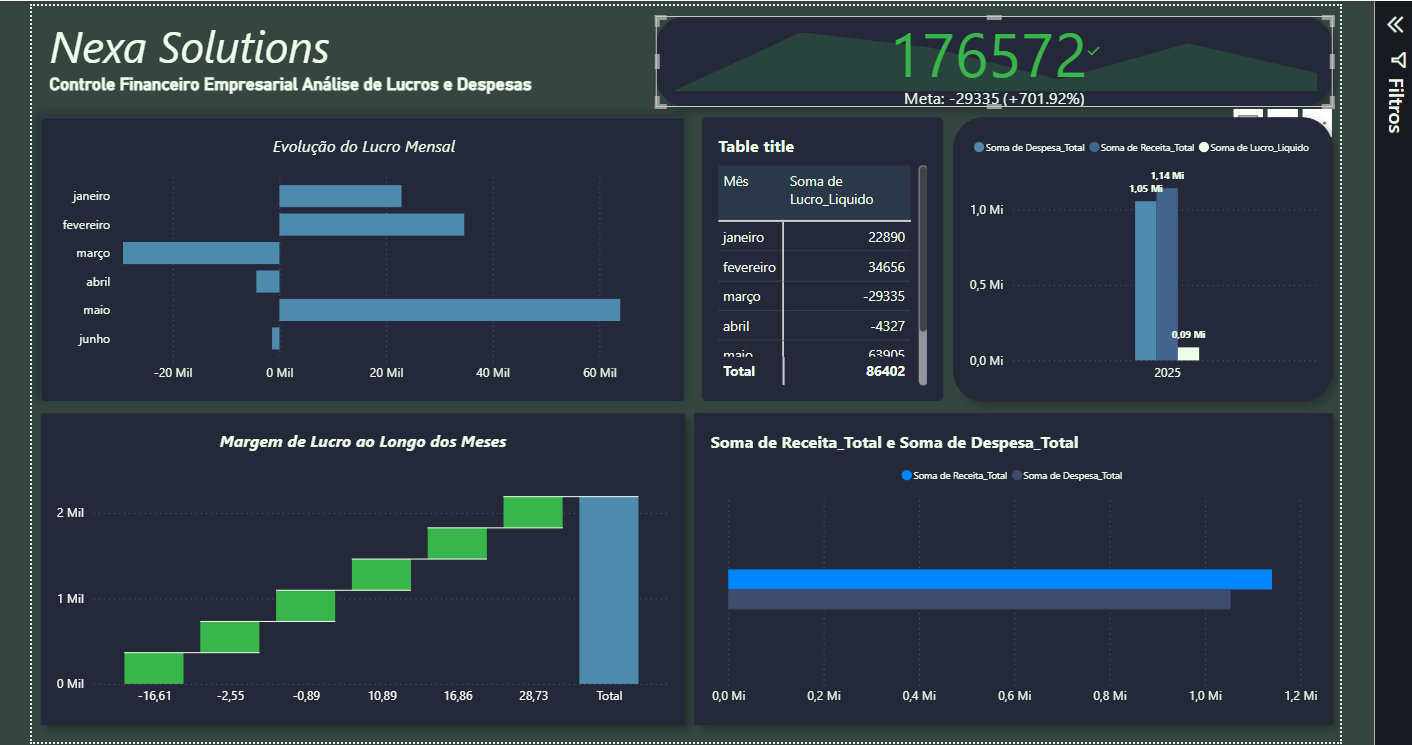 Nexa Solutions
Controle Financeiro Empresarial Análise de Lucros e Despesas
176572
Meta: -29335 (+701.92%)
Filtros
Evolução do Lucro Mensal
janeiro
fevereiro
março
abril
maio
junho
-20 Mil 0 Mil 20 Mil 40 Mil 60 Mil
Table title
Mês Soma de
Lucro_Liquido
janeiro 22890
fevereiro 34656
março -29335
abril -4327
maio 63905
Total 86402
Soma de Despesa_Total Soma de Receita_Total Soma de Lucro_Liquido
1,14 Mi
1,05 Mi
1,0 Mi
0,5 Mi
0,09 Mi
0,0 Mi
2025
Margem de Lucro ao Longo dos Meses
2 Mil
1 Mil
0 Mil
-16,61 -2,55 -0,89 10,89 16,86 28,73 Total
Soma de Receita_Total e Soma de Despesa_Total
Soma de Receita_Total Soma de Despesa_Total
0,0 Mi 0,2 Mi 0,4 Mi 0,6 Mi 0,8 Mi 1,0 Mi 1,2 Mi